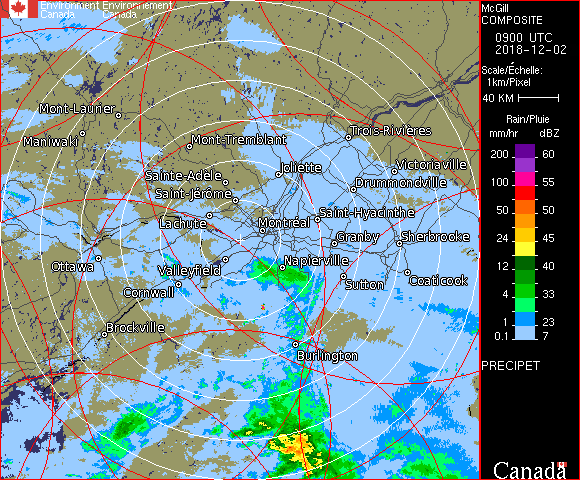 Environment Environnement
Canada Canada
McGill
COMPOSITE
0900 UTC
2018-12-02
Scale/Échelle:
1km/Pixel
40 KM
Rain/Pluie
mm/hr dBZ
200 60
100 55
50 50
24 45
12 40
4 33
1 23
0.1 7
PRECIPET
Canada
Mont-Laurier
Maniwaki
Mont-Tremblant
Trois-Rivières
Sainte-Adèle
Joliette
Victoriaville
Saint-Jérôme
Drummondville
Lachute
Montréal
Saint-Hyacinthe
Granby
Sherbrooke
Ottawa
Valleyfield
Napierville
Cornwall
Sutton
Coaticook
Brockville
Burlington